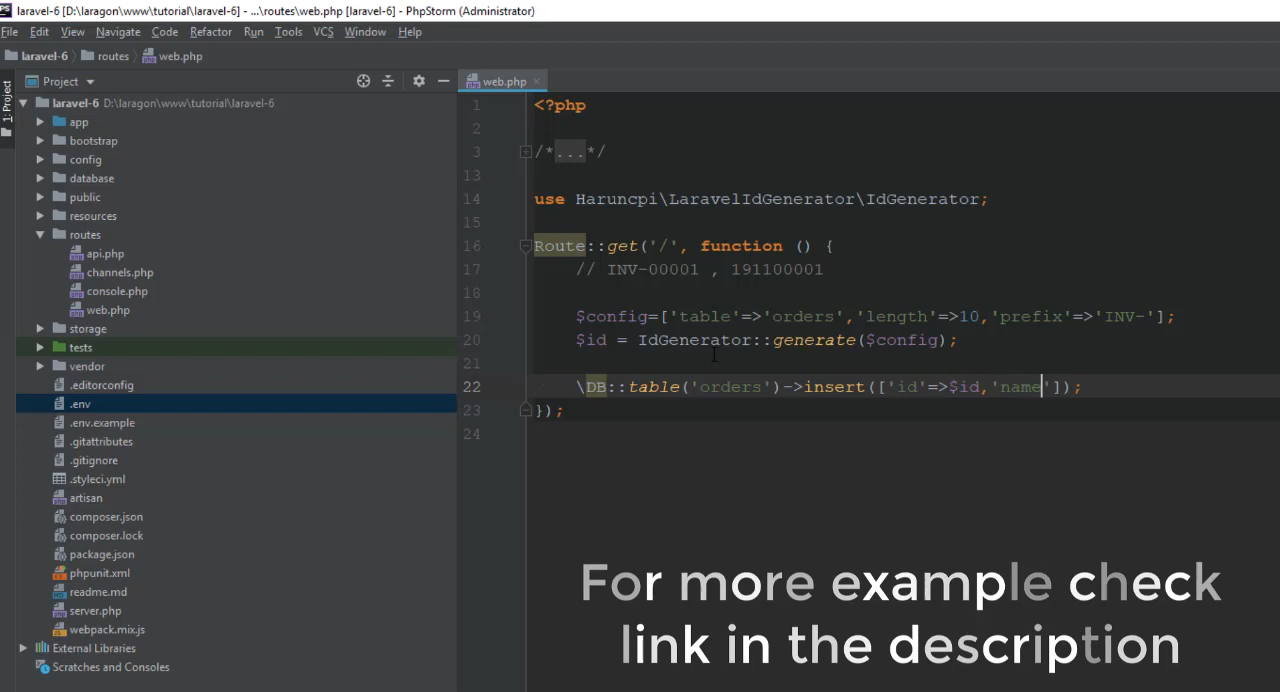 laravel-6 [D:\laragon\www\tutorial\laravel-6] - ...\routes\web.php [laravel-6] - PhpStorm (Administrator)
File Edit View Navigate Code Refactor Run Tools VCS Window Help
laravel-6 routes web.php
Project
web.php
1: Project
laravel-6 D:\laragon\www\tutorial\laravel-6
app
bootstrap
config
database
public
resources
routes
api.php
channels.php
console.php
web.php
storage
tests
vendor
.editorconfig
.env
.env.example
.gitattributes
.gitignore
.styleci.yml
artisan
composer.json
composer.lock
package.json
phpunit.xml
readme.md
server.php
webpack.mix.js
External Libraries
Scratches and Consoles
1 <?php
2
3 /*...*/
13
14 use Haruncpi\LaravelIdGenerator\IdGenerator;
15
16 Route::get('/', function () {
17 // INV-00001 , 191100001
18
19 $config=['table'=>'orders','length'=>10,'prefix'=>'INV-'];
20 $id = IdGenerator::generate($config);
21
22 \DB::table('orders')->insert(['id'=>$id,'name']);
23 });
24
For more example check
link in the description